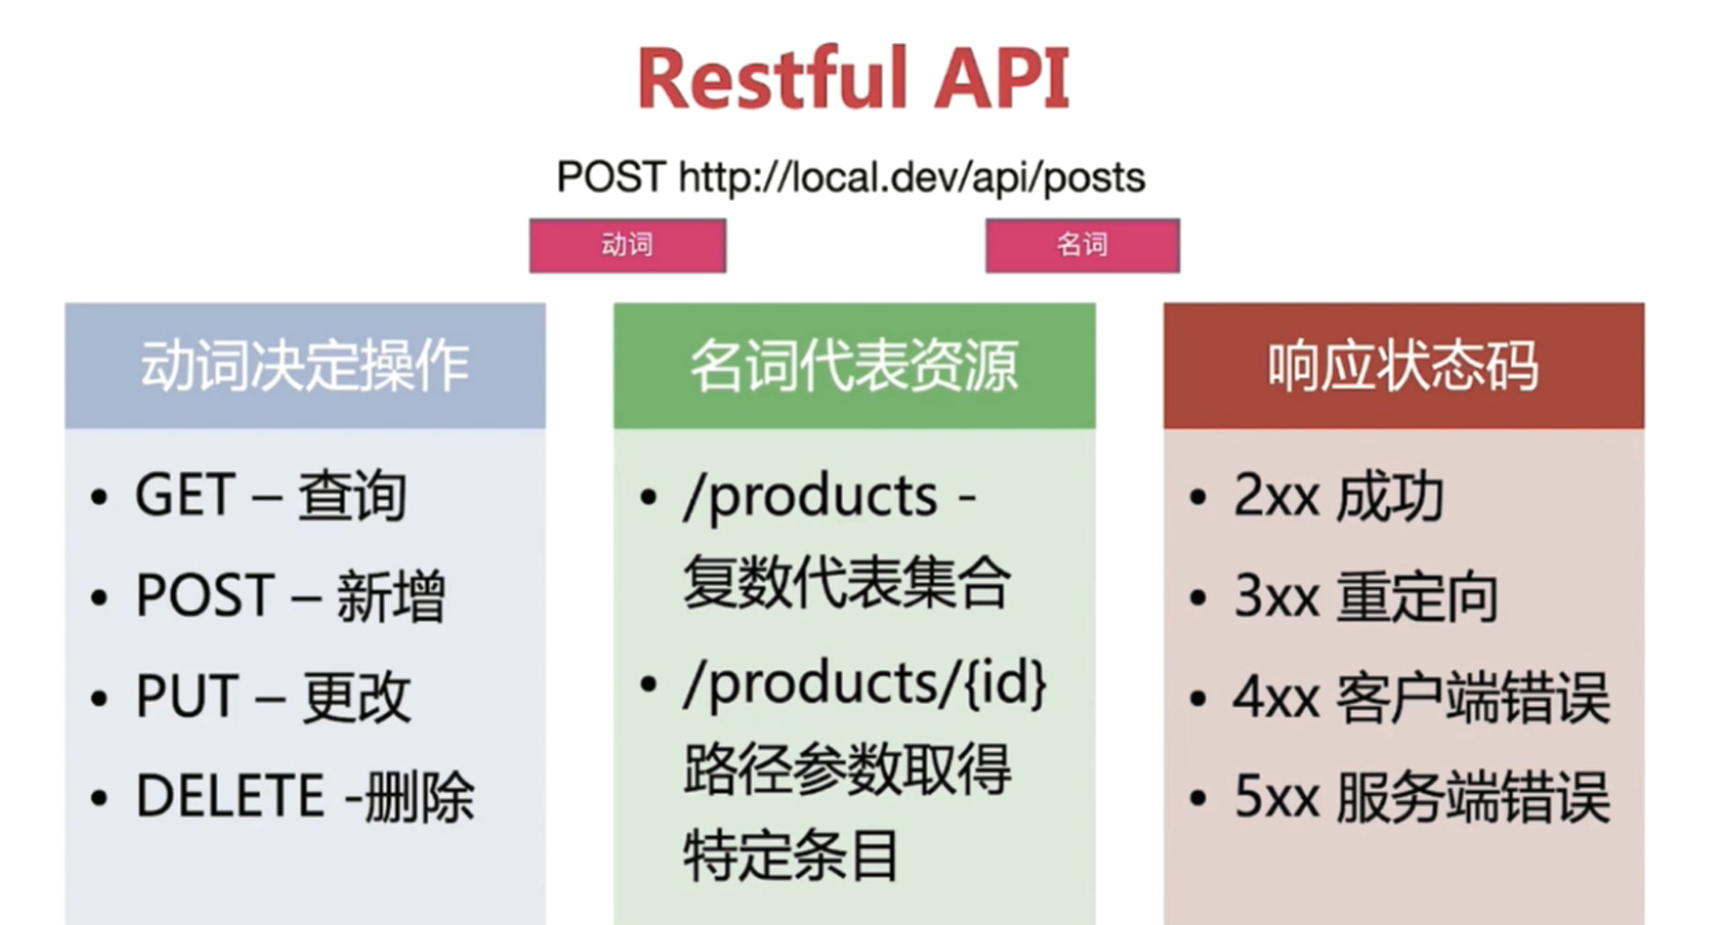 Restful API
POST http://local.dev/api/posts
动词
名词
动词决定操作
• GET – 查询
• POST – 新增
• PUT – 更改
• DELETE -删除
名词代表资源
• /products -
复数代表集合
• /products/{id}
路径参数取得
特定条目
响应状态码
• 2xx 成功
• 3xx 重定向
• 4xx 客户端错误
• 5xx 服务端错误